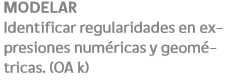 MODELAR
Identificar regularidades en ex-
presiones numéricas y geomé-
tricas. (OA k)